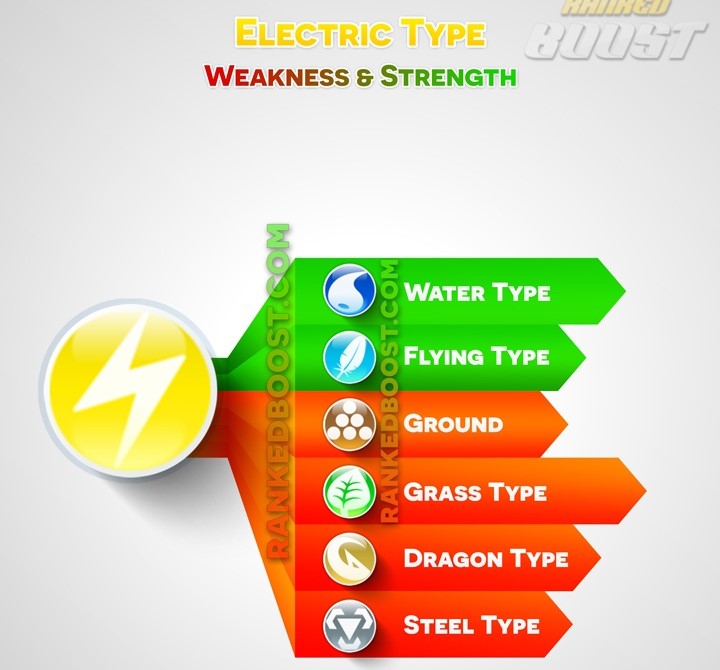 RANKED
BOOST
Electric Type
Weakness & Strength
RANKEDBOOST.COM
RANKEDBOOST.COM
Water Type
Flying Type
Ground
Grass Type
Dragon Type
Steel Type